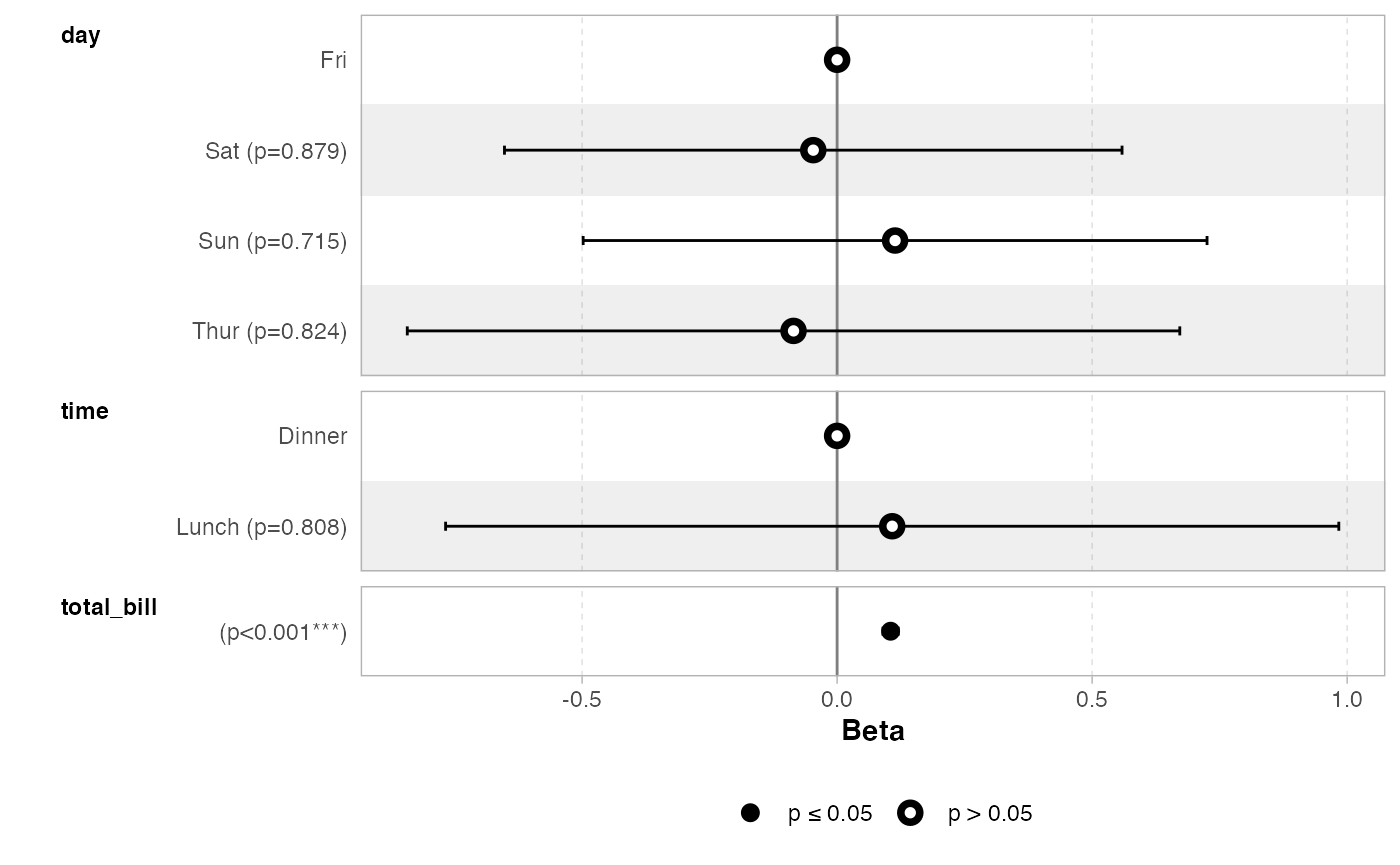 day
Fri
Sat (p=0.879)
Sun (p=0.715)
Thur (p=0.824)
time
Dinner
Lunch (p=0.808)
total_bill
(p<0.001***)
-0.5 0.0 0.5 1.0
Beta
p ≤ 0.05 p > 0.05